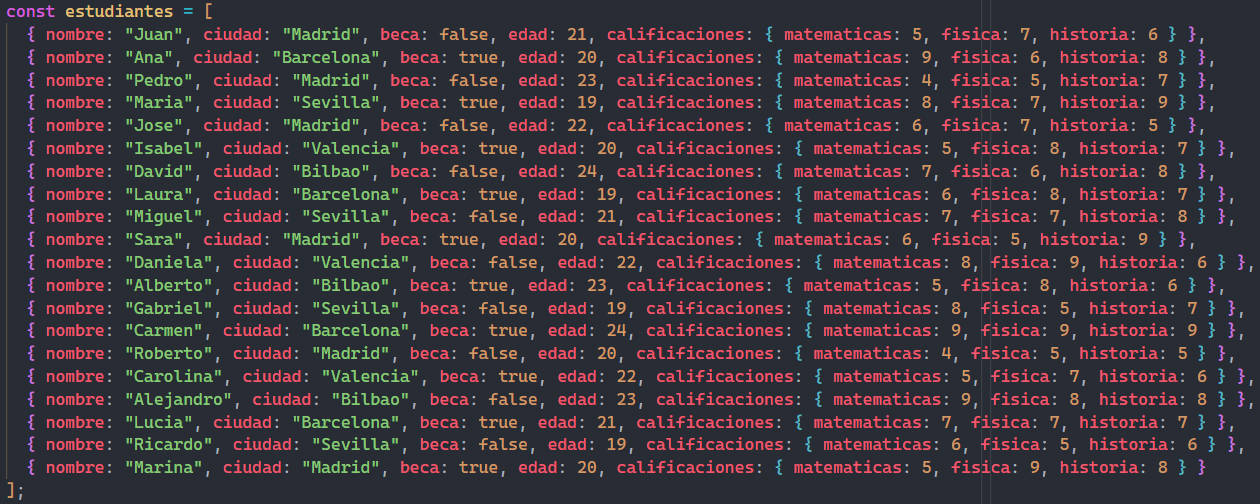 const estudiantes = [
{ nombre: "Juan", ciudad: "Madrid", beca: false, edad: 21, calificaciones: { matematicas: 5, fisica: 7, historia: 6 } },
{ nombre: "Ana", ciudad: "Barcelona", beca: true, edad: 20, calificaciones: { matematicas: 9, fisica: 6, historia: 8 } },
{ nombre: "Pedro", ciudad: "Madrid", beca: false, edad: 23, calificaciones: { matematicas: 4, fisica: 5, historia: 7 } },
{ nombre: "Maria", ciudad: "Sevilla", beca: true, edad: 19, calificaciones: { matematicas: 8, fisica: 7, historia: 9 } },
{ nombre: "Jose", ciudad: "Madrid", beca: false, edad: 22, calificaciones: { matematicas: 6, fisica: 7, historia: 5 } },
{ nombre: "Isabel", ciudad: "Valencia", beca: true, edad: 20, calificaciones: { matematicas: 5, fisica: 8, historia: 7 } },
{ nombre: "David", ciudad: "Bilbao", beca: false, edad: 24, calificaciones: { matematicas: 7, fisica: 6, historia: 8 } },
{ nombre: "Laura", ciudad: "Barcelona", beca: true, edad: 19, calificaciones: { matematicas: 6, fisica: 8, historia: 7 } },
{ nombre: "Miguel", ciudad: "Sevilla", beca: false, edad: 21, calificaciones: { matematicas: 7, fisica: 7, historia: 8 } },
{ nombre: "Sara", ciudad: "Madrid", beca: true, edad: 20, calificaciones: { matematicas: 6, fisica: 5, historia: 9 } },
{ nombre: "Daniela", ciudad: "Valencia", beca: false, edad: 22, calificaciones: { matematicas: 8, fisica: 9, historia: 6 } },
{ nombre: "Alberto", ciudad: "Bilbao", beca: true, edad: 23, calificaciones: { matematicas: 5, fisica: 8, historia: 6 } },
{ nombre: "Gabriel", ciudad: "Sevilla", beca: false, edad: 19, calificaciones: { matematicas: 8, fisica: 5, historia: 7 } },
{ nombre: "Carmen", ciudad: "Barcelona", beca: true, edad: 24, calificaciones: { matematicas: 9, fisica: 9, historia: 9 } },
{ nombre: "Roberto", ciudad: "Madrid", beca: false, edad: 20, calificaciones: { matematicas: 4, fisica: 5, historia: 5 } },
{ nombre: "Carolina", ciudad: "Valencia", beca: true, edad: 22, calificaciones: { matematicas: 5, fisica: 7, historia: 6 } },
{ nombre: "Alejandro", ciudad: "Bilbao", beca: false, edad: 23, calificaciones: { matematicas: 9, fisica: 8, historia: 8 } },
{ nombre: "Lucia", ciudad: "Barcelona", beca: true, edad: 21, calificaciones: { matematicas: 7, fisica: 7, historia: 7 } },
{ nombre: "Ricardo", ciudad: "Sevilla", beca: false, edad: 19, calificaciones: { matematicas: 6, fisica: 5, historia: 6 } },
{ nombre: "Marina", ciudad: "Madrid", beca: true, edad: 20, calificaciones: { matematicas: 5, fisica: 9, historia: 8 } }
];